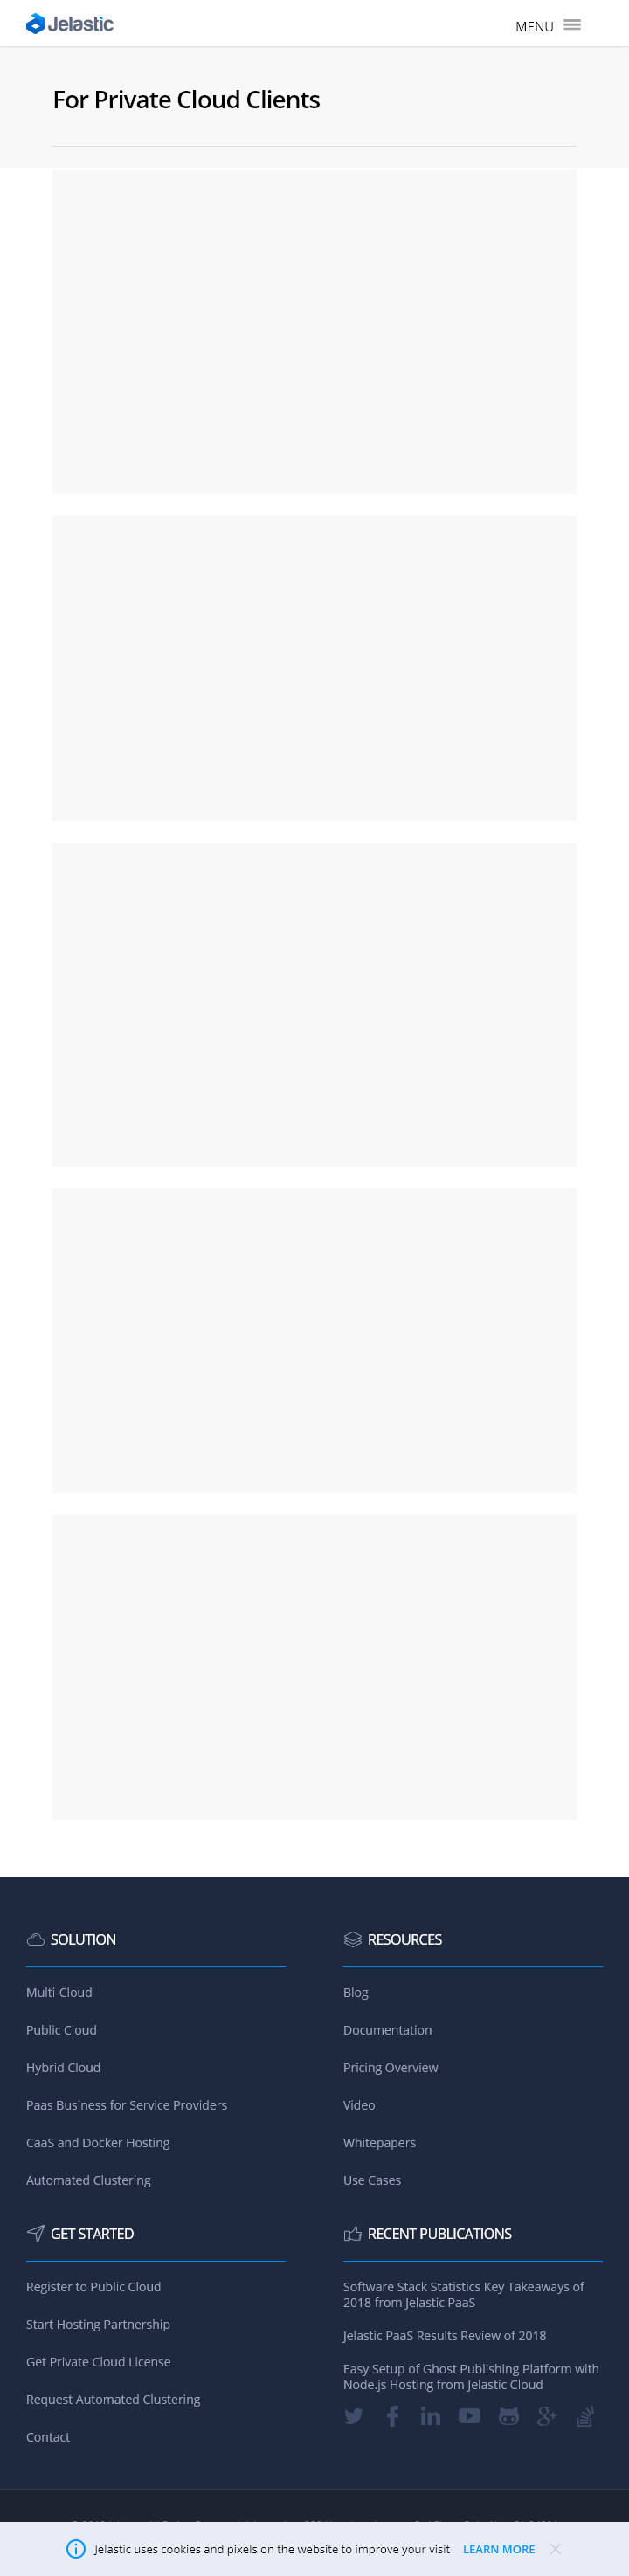 Jelastic
MENU
For Private Cloud Clients
SOLUTION
Multi-Cloud
Public Cloud
Hybrid Cloud
Paas Business for Service Providers
CaaS and Docker Hosting
Automated Clustering
RESOURCES
Blog
Documentation
Pricing Overview
Video
Whitepapers
Use Cases
GET STARTED
Register to Public Cloud
Start Hosting Partnership
Get Private Cloud License
Request Automated Clustering
Contact
RECENT PUBLICATIONS
Software Stack Statistics Key Takeaways of
2018 from Jelastic PaaS
Jelastic PaaS Results Review of 2018
Easy Setup of Ghost Publishing Platform with
Node.js Hosting from Jelastic Cloud
Jelastic uses cookies and pixels on the website to improve your visit LEARN MORE